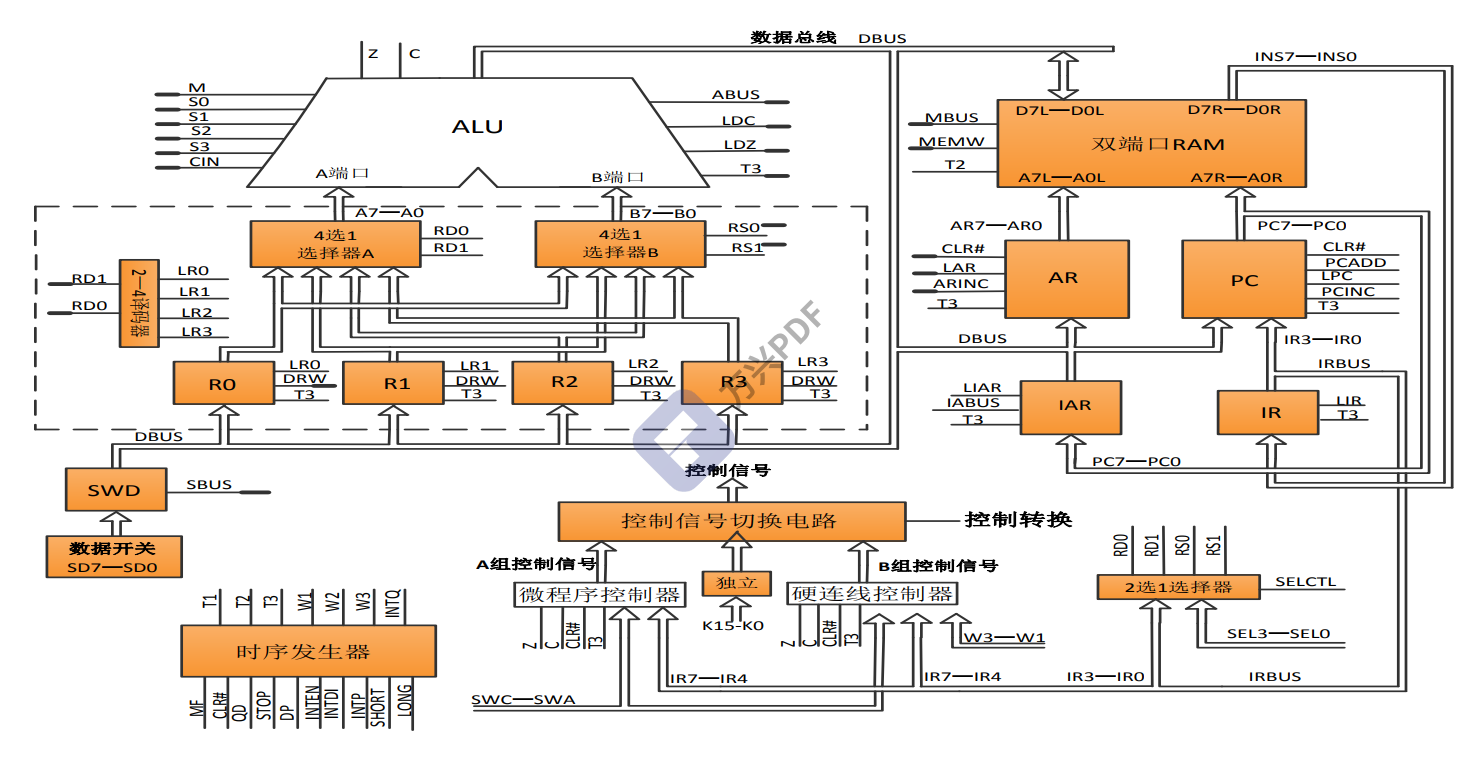 数据总线 DBUS
Z
C
INS7—INS0
M
S0
S1
S2
S3
CIN
ALU
A端口
B端口
ABUS
LDC
LDZ
T3
D7L—D0L
D7R—D0R
双端口RAM
A7L—A0L
A7R—A0R
MBUS
MEMW
T2
A7—A0
B7—B0
4选1
选择器A
RD0
RD1
4选1
选择器B
RS0
RS1
RD1
RD0
2—4译码器
LR0
LR1
LR2
LR3
AR7—AR0
PC7—PC0
CLR#
LAR
ARINC
T3
AR
PC
CLR#
PCADD
LPC
PCINC
T3
DBUS
IR3—IR0
IRBUS
R0
LR0
DRW
T3
R1
LR1
DRW
T3
R2
LR2
DRW
T3
R3
LR3
DRW
T3
LIAR
IABUS
T3
IAR
IR
LIR
T3
DBUS
PC7—PC0
SWD
SBUS
数据开关
SD7—SD0
控制信号
控制信号切换电路
控制转换
A组控制信号
B组控制信号
微程序控制器
独立
硬连线控制器
K15-K0
Z
C
CLR#
T3
Z
C
CLR#
T3
W3—W1
RD0
RD1
RS0
RS1
2选1选择器
SELCTL
SEL3—SEL0
IR7—IR4
IR7—IR4
IR3—IR0
IRBUS
SWC—SWA
T1
T2
T3
W1
W2
W3
INTQ
时序发生器
MF
CLR#
QD
STOP
DP
INTEN
INTDI
INTP
SHORT
LONG
万兴PDF